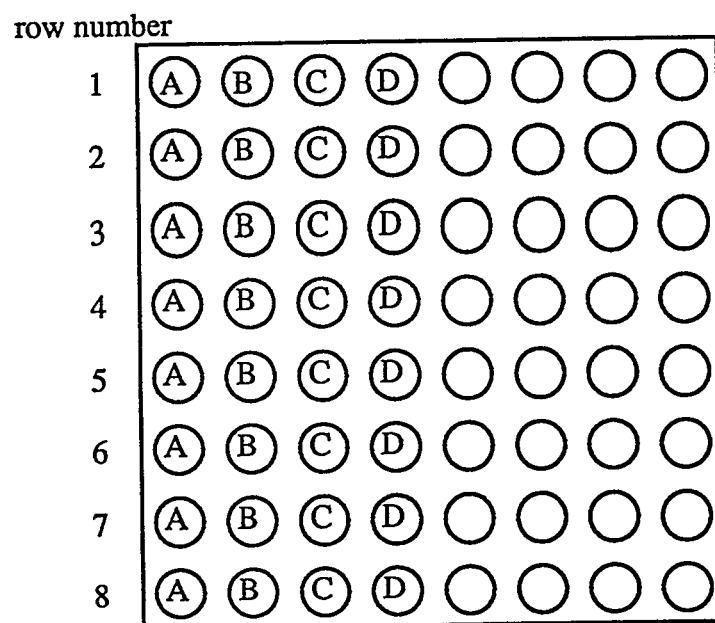 row number
1 A B C D
2 A B C D
3 A B C D
4 A B C D
5 A B C D
6 A B C D
7 A B C D
8 A B C D